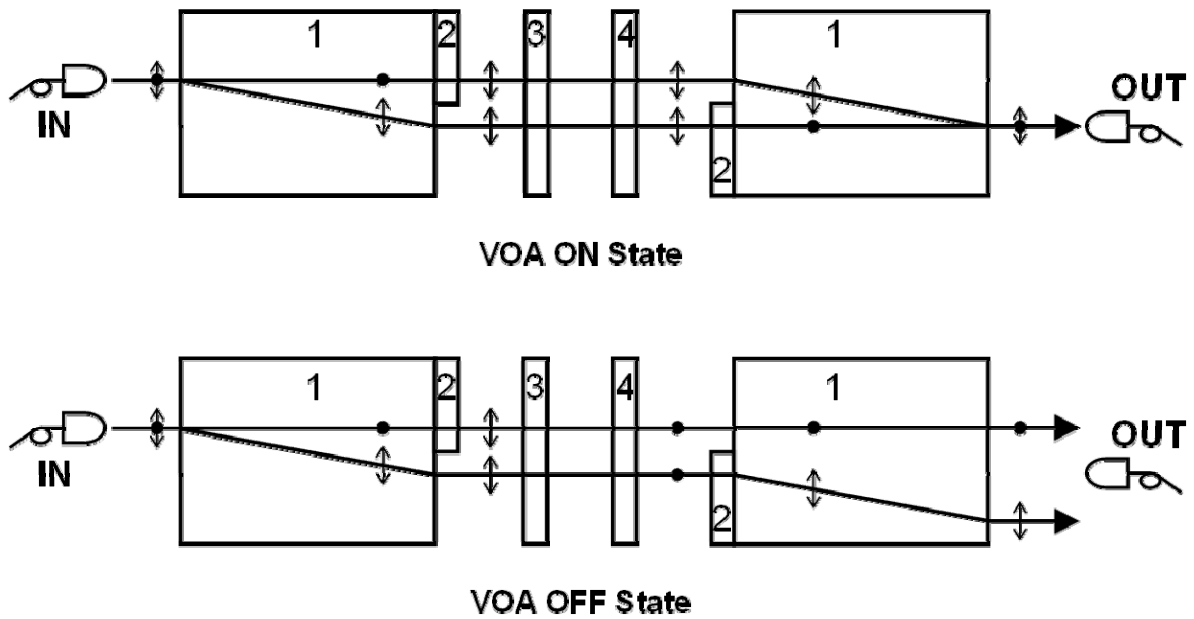 1 2 3 4 1
IN 2 OUT
VOA ON State
1 2 3 4 1
IN 2 OUT
VOA OFF State